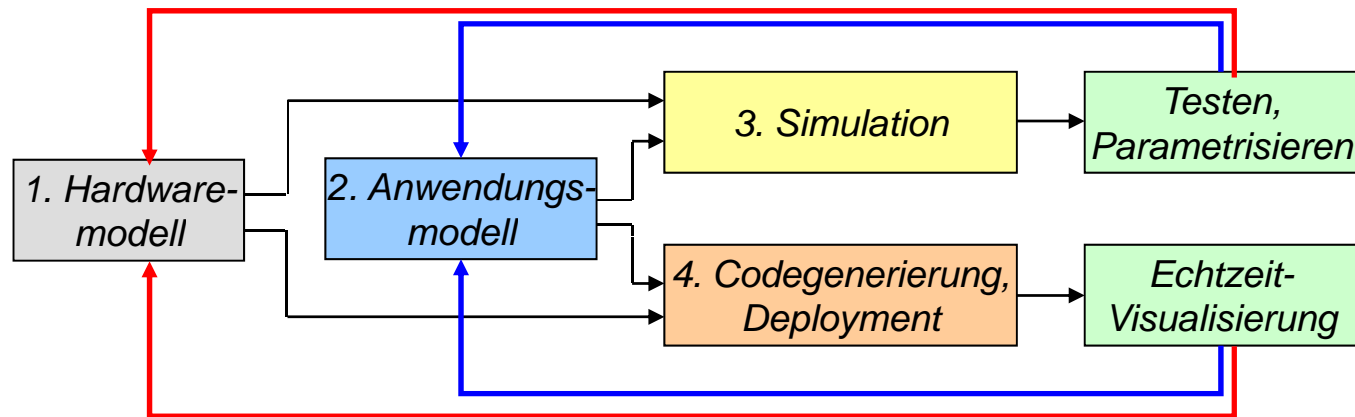 1. Hardware-
modell
2. Anwendungs-
modell
3. Simulation
Testen,
Parametrisieren
4. Codegenerierung,
Deployment
Echtzeit-
Visualisierung